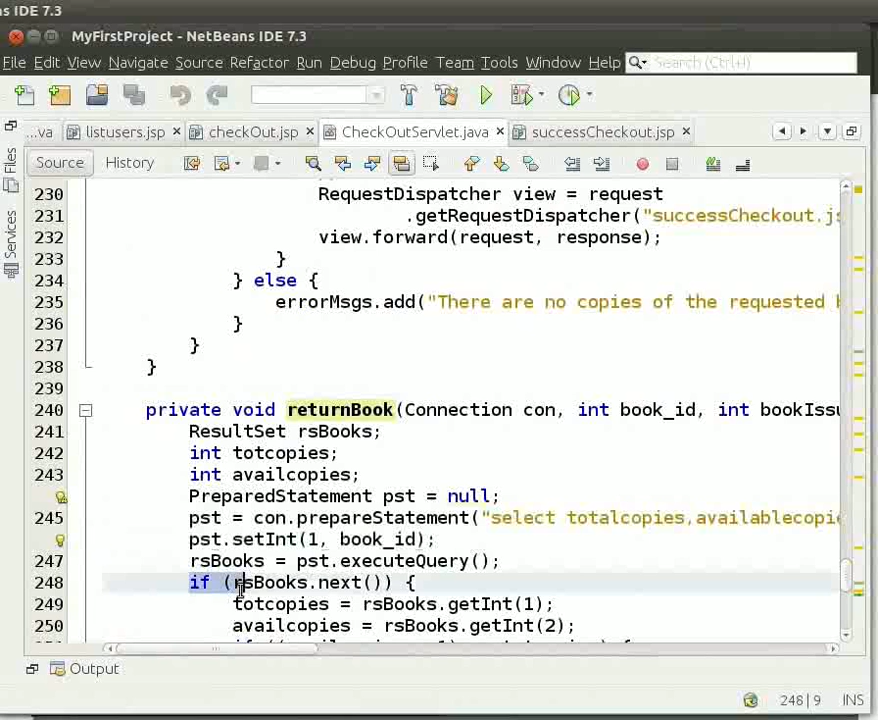 s IDE 7.3
MyFirstProject - NetBeans IDE 7.3
File Edit View Navigate Source Refactor Run Debug Profile Team Tools Window Help Search (Ctrl+I)
...va listusers.jsp checkOut.jsp CheckOutServlet.java successCheckout.jsp
Files
Services
Source History
230 RequestDispatcher view = request
231 .getRequestDispatcher("successCheckout.js
232 view.forward(request, response);
233 }
234 } else {
235 errorMsgs.add("There are no copies of the requested
236 }
237 }
238 }
239
240 private void returnBook(Connection con, int book_id, int bookIssu
241 ResultSet rsBooks;
242 int totcopies;
243 int availcopies;
PreparedStatement pst = null;
245 pst = con.prepareStatement("select totalcopies,availablecopie
pst.setInt(1, book_id);
247 rsBooks = pst.executeQuery();
248 if (rsBooks.next()) {
249 totcopies = rsBooks.getInt(1);
250 availcopies = rsBooks.getInt(2);
Output
248|9 INS